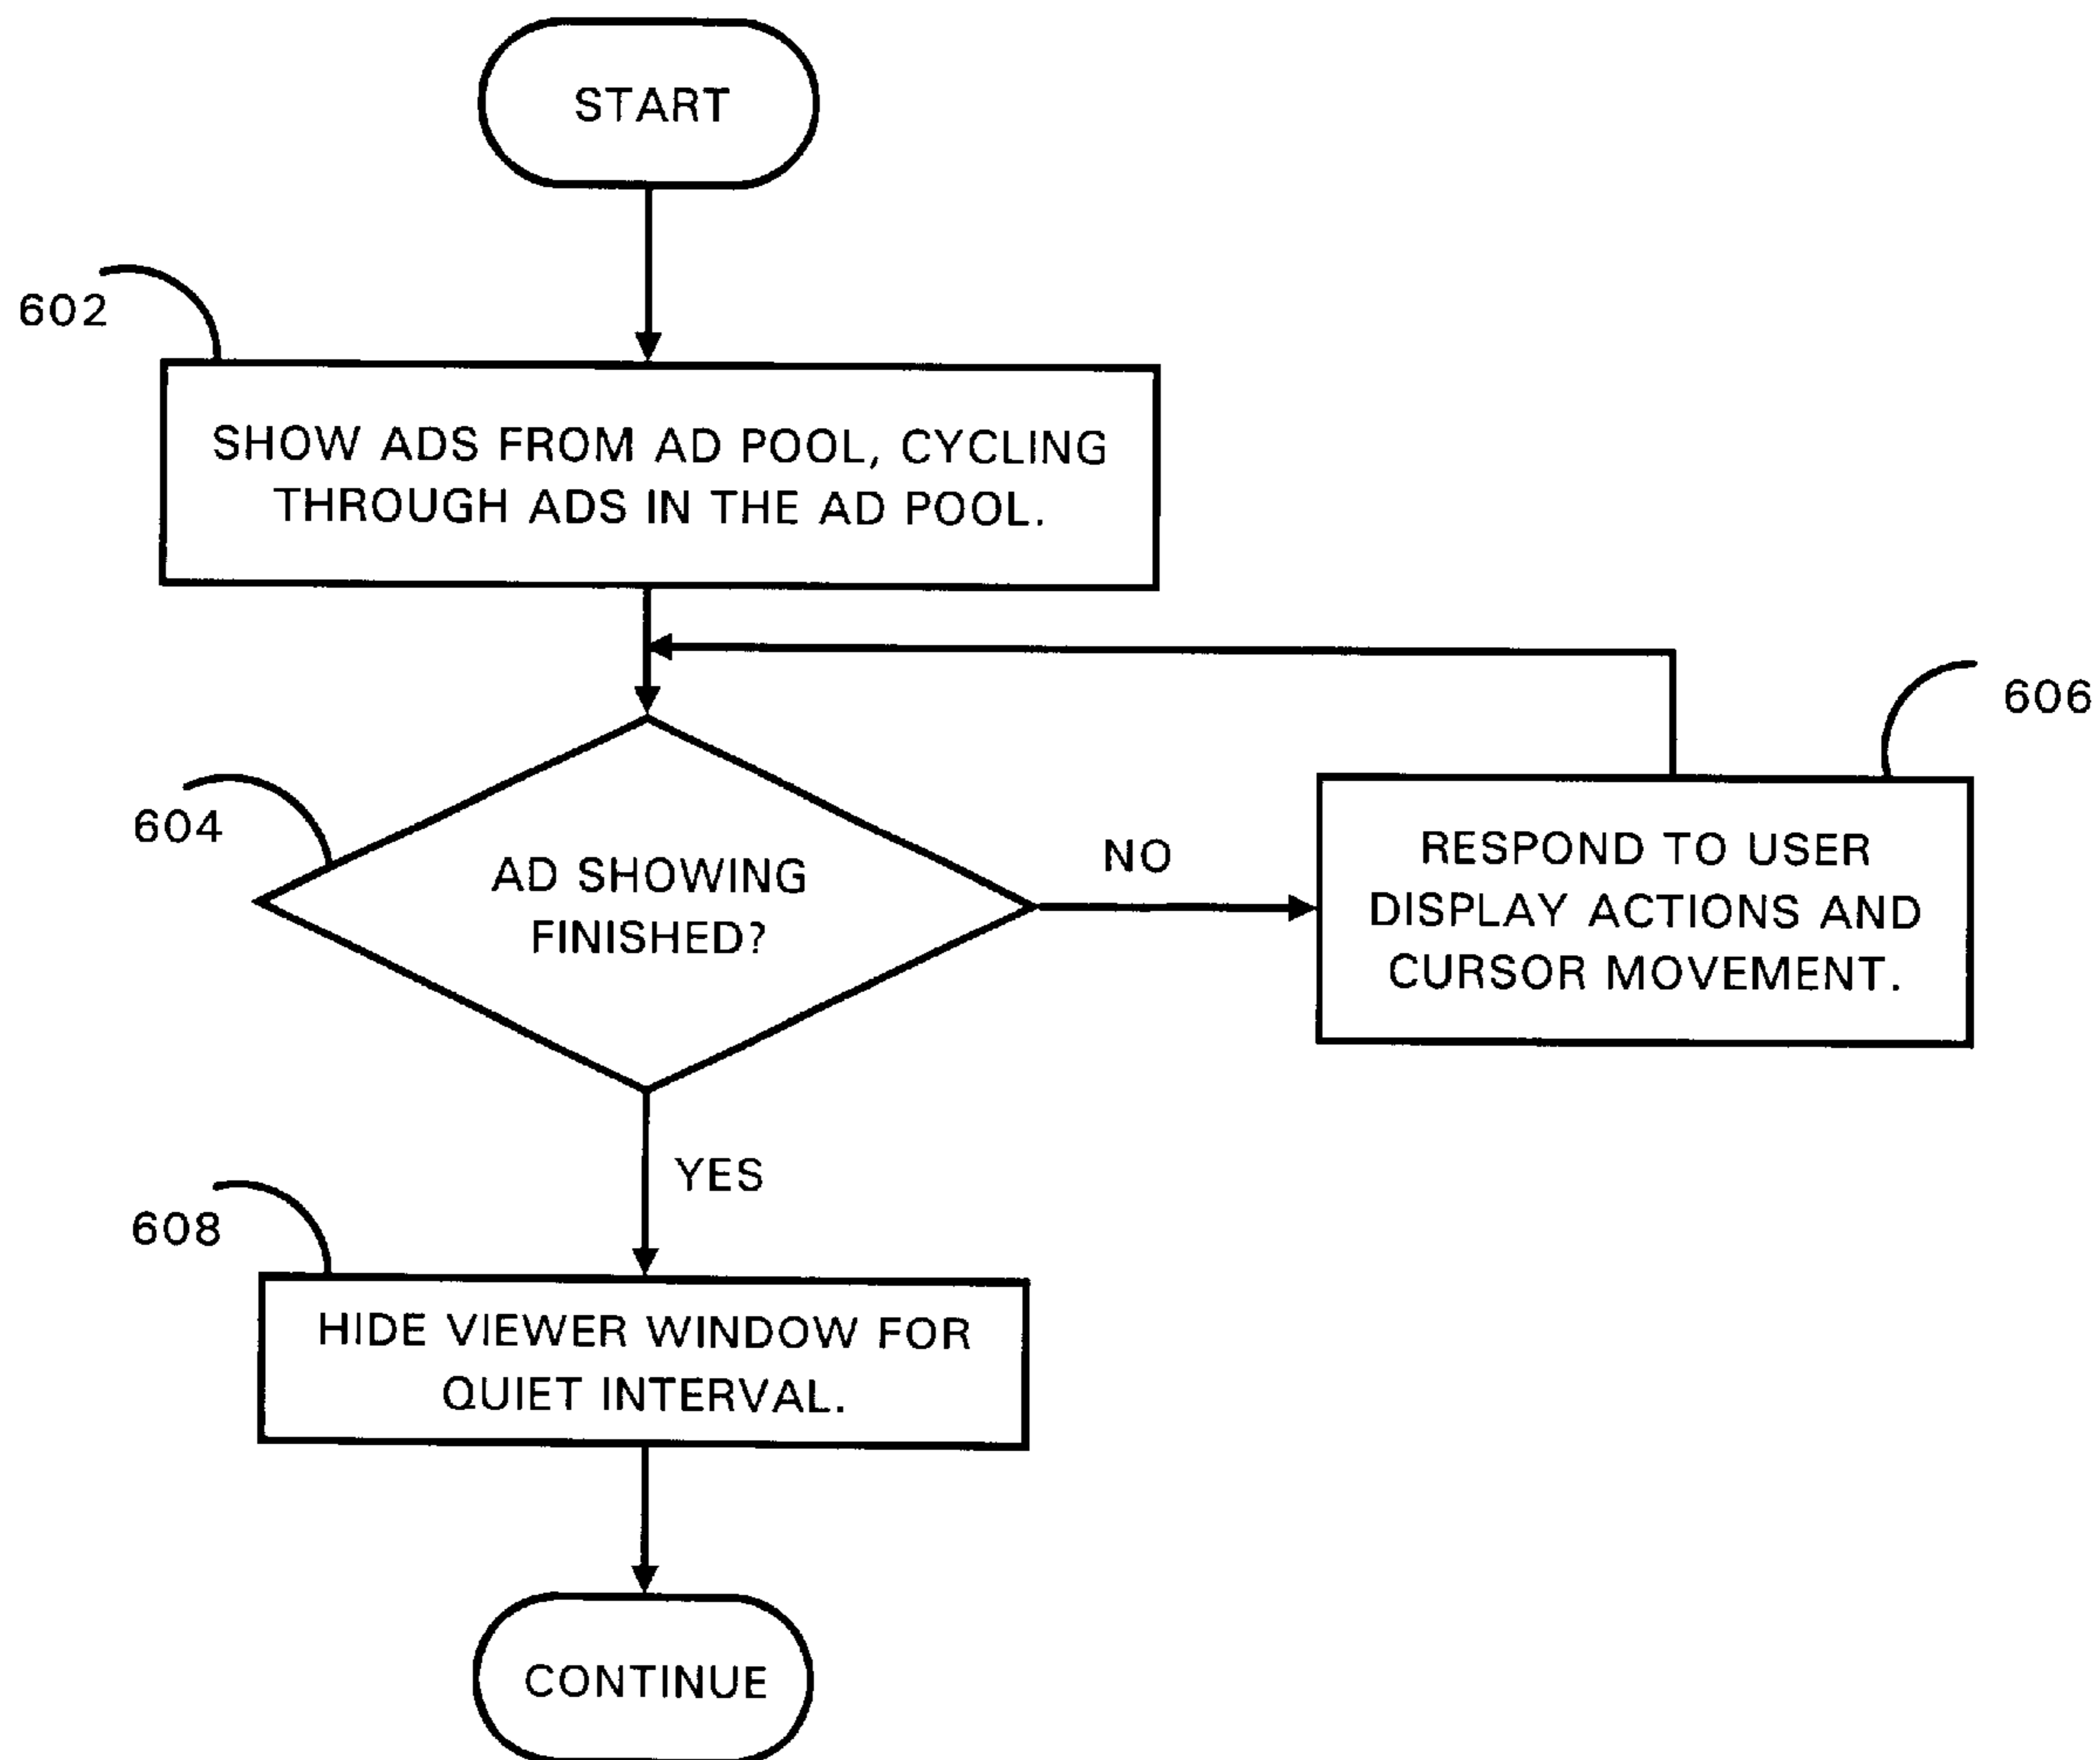 START
602
SHOW ADS FROM AD POOL, CYCLING
THROUGH ADS IN THE AD POOL.
606
604
AD SHOWING
FINISHED?
NO
RESPOND TO USER
DISPLAY ACTIONS AND
CURSOR MOVEMENT.
YES
608
HIDE VIEWER WINDOW FOR
QUIET INTERVAL.
CONTINUE